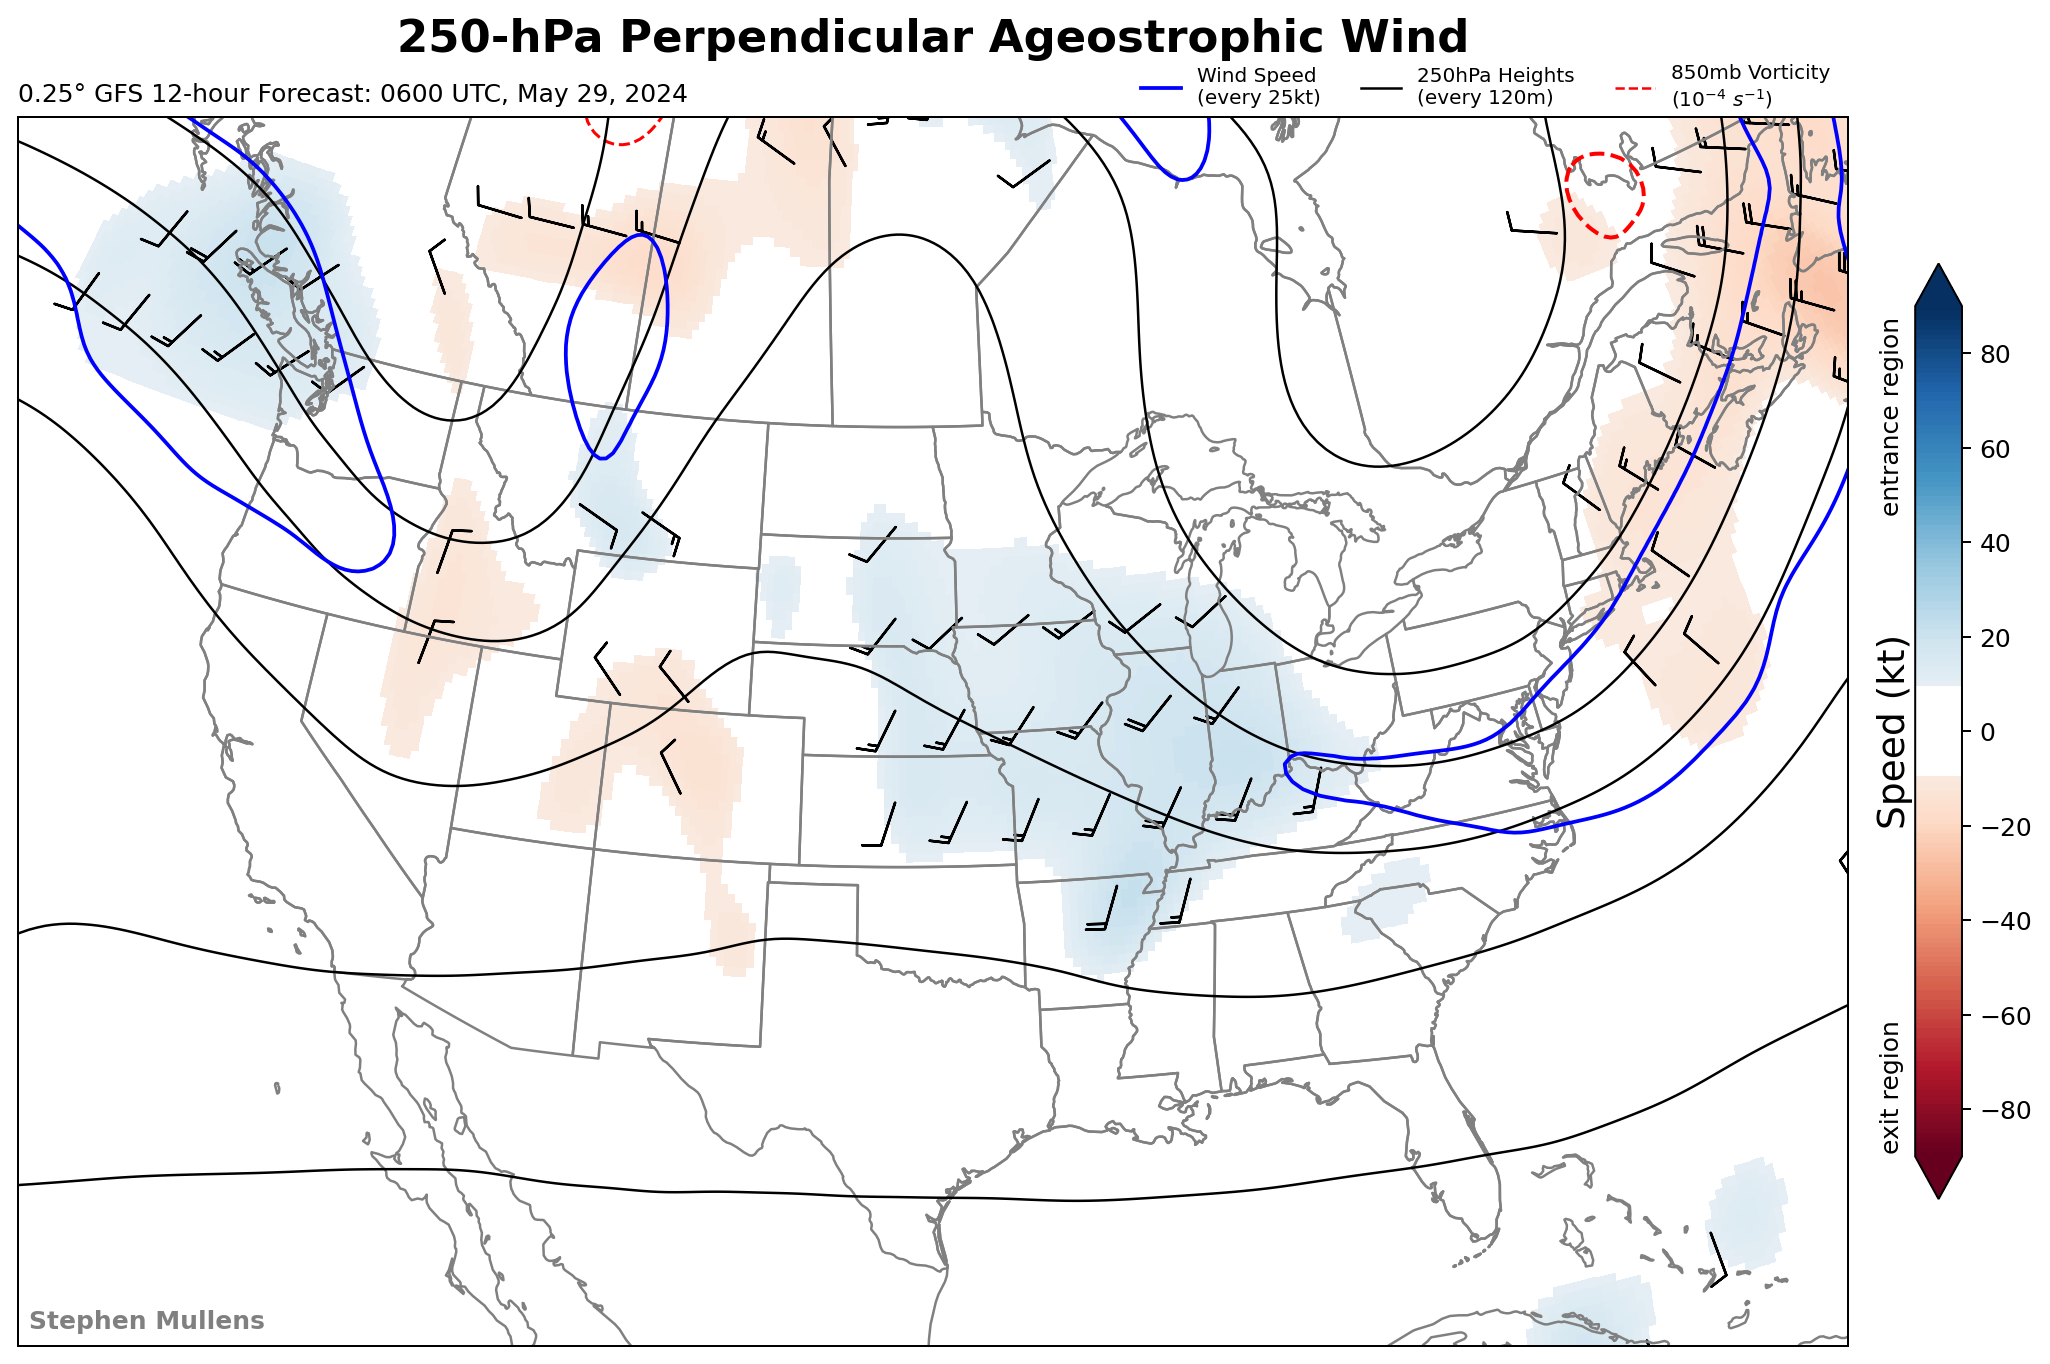 250-hPa Perpendicular Ageostrophic Wind
0.25° GFS 12-hour Forecast: 0600 UTC, May 29, 2024
Wind Speed
(every 25kt)
250hPa Heights
(every 120m)
850mb Vorticity
(10⁻⁴ s⁻¹)
entrance region
Speed (kt)
exit region
80
60
40
20
0
−20
−40
−60
−80
Stephen Mullens